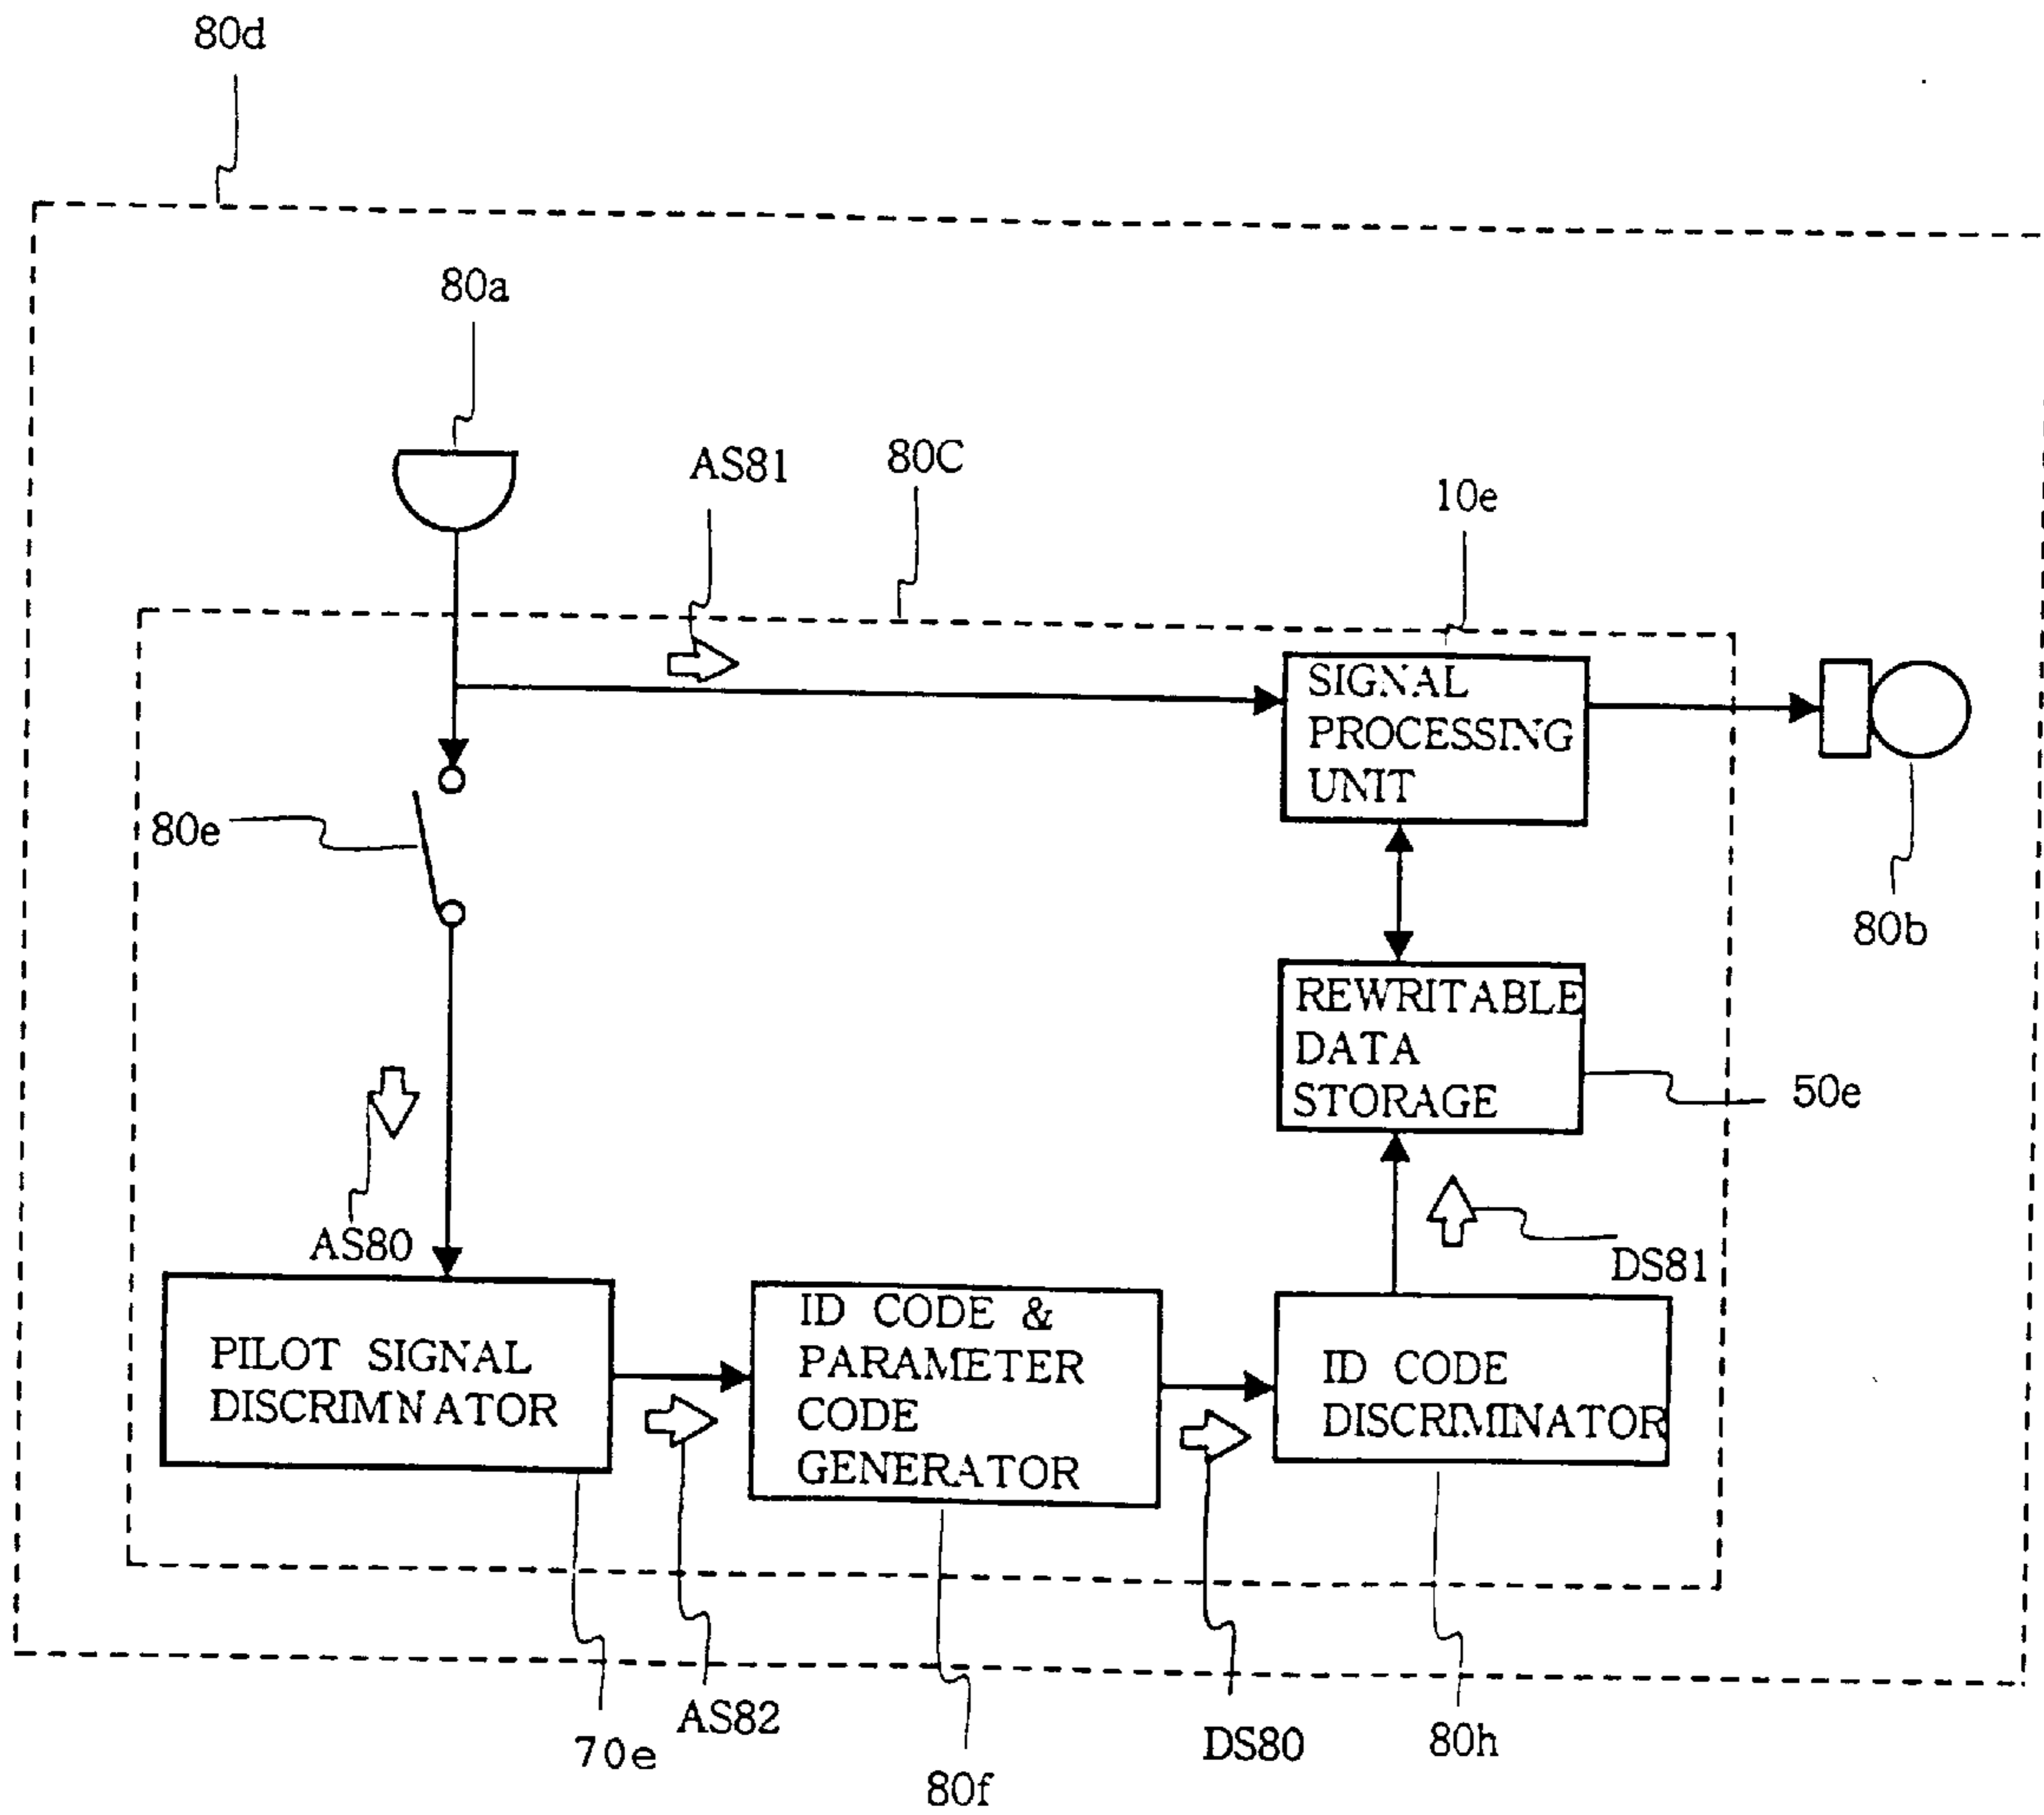 80d
80a
AS81
80C
10e
SIGNAL
PROCESSING
UNIT
80e
80b
REWRITABLE
DATA
STORAGE
50e
AS80
DS81
PILOT SIGNAL
DISCRIMNATOR
ID CODE &
PARAMETER
CODE
GENERATOR
ID CODE
DISCRIMINATOR
70e
AS82
80f
DS80
80h